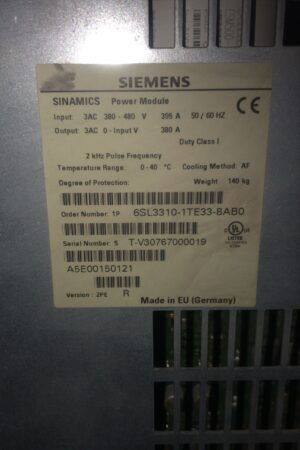 SIEMENS
SINAMICS Power Module
Input: 3AC 380 - 480 V 395 A 50 / 60 HZ
Output: 3AC 0 - Input V 380 A
Duty Class I
2 kHz Pulse Frequency
Temperature Range: 0-40 °C Cooling Method: AF
Degree of Protection: Weight 140 kg
Order Number: 1P 6SL3310-1TE33-8AB0
Serial Number: S T-V30767000019
A5E00150121
UL
LISTED
Version : 2PE R
Made in EU (Germany)